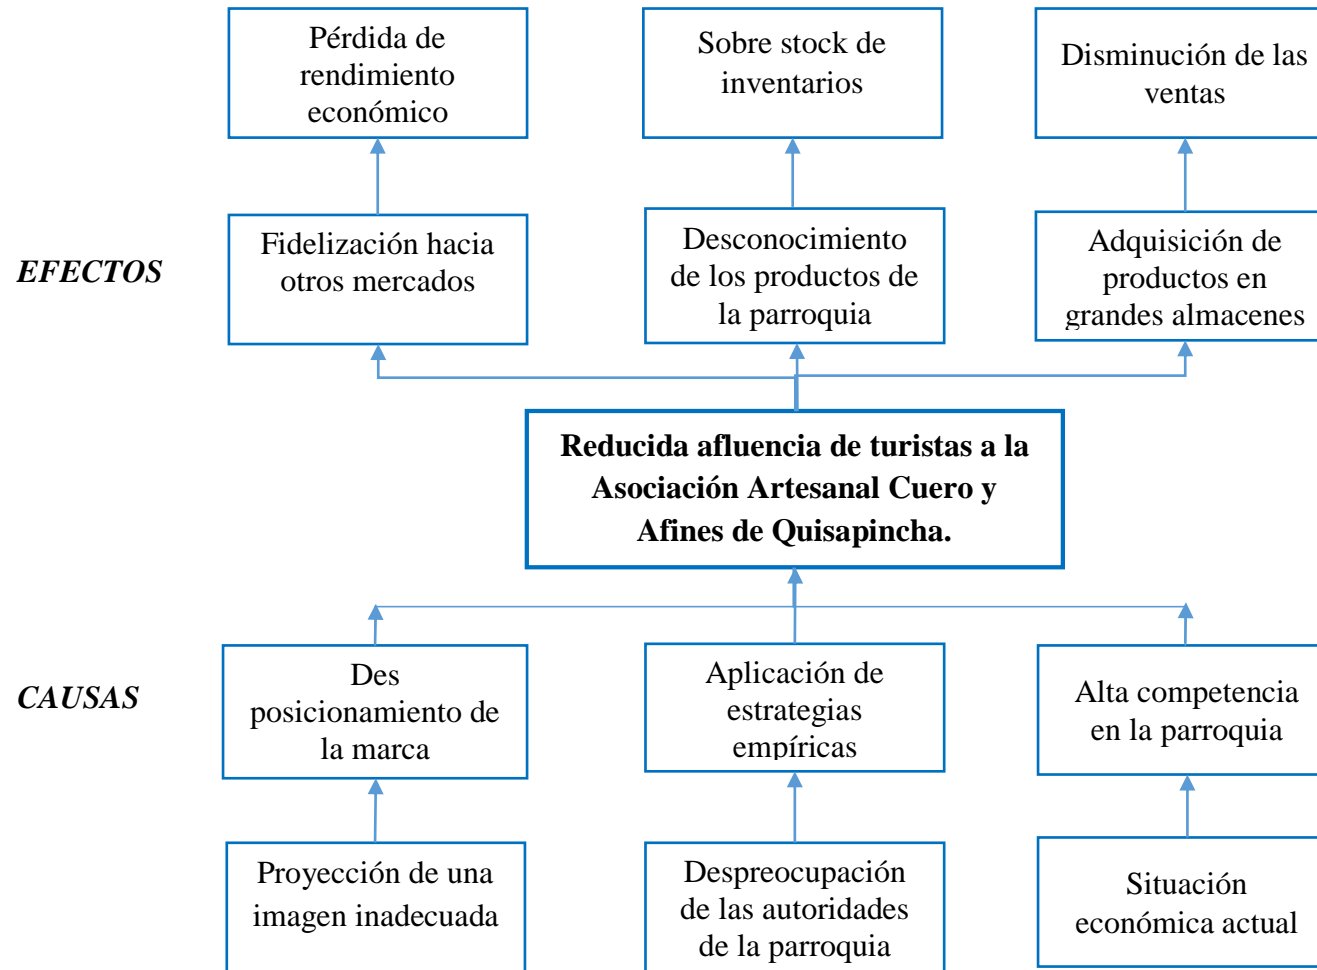 Pérdida de
rendimiento
económico
Sobre stock de
inventarios
Disminución de las
ventas
EFECTOS
Fidelización hacia
otros mercados
Desconocimiento
de los productos de
la parroquia
Adquisición de
productos en
grandes almacenes
Reducida afluencia de turistas a la
Asociación Artesanal Cuero y
Afines de Quisapincha.
CAUSAS
Des
posicionamiento de
la marca
Aplicación de
estrategias
empíricas
Alta competencia
en la parroquia
Proyección de una
imagen inadecuada
Despreocupación
de las autoridades
de la parroquia
Situación
económica actual